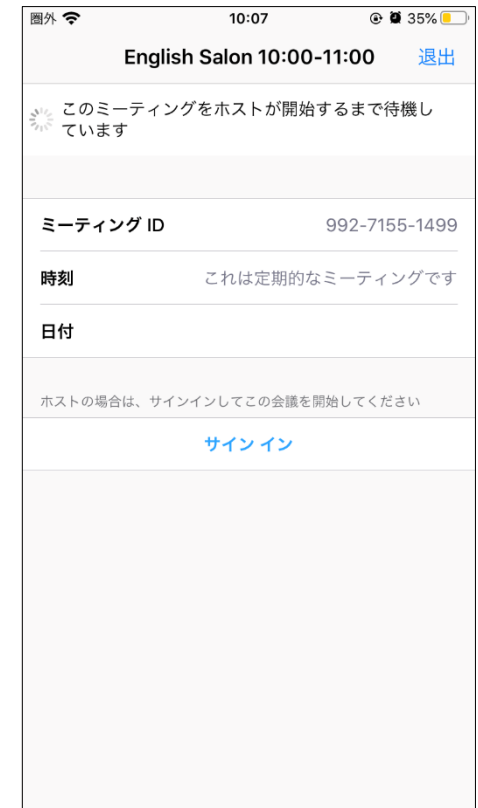 圏外 10:07 35%
English Salon 10:00-11:00 退出
このミーティングをホストが開始するまで待機し
ています
ミーティング ID 992-7155-1499
時刻 これは定期的なミーティングです
日付
ホストの場合は、サインインしてこの会議を開始してください
サイン イン